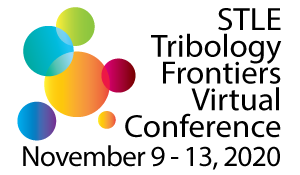 STLE
Tribology
Frontiers
Virtual
Conference
November 9 - 13, 2020